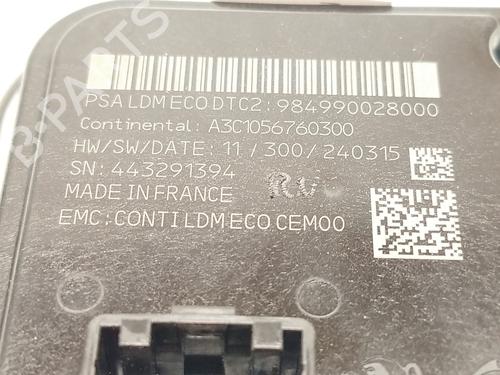 PSA LDM ECO DTC2: 984990028000
Continental: A3C1056760300
HW/SW/DATE: 11 / 300 / 240315
SN: 443291394
MADE IN FRANCE
EMC: CONTI LDM ECO CEM00
B-PARTS